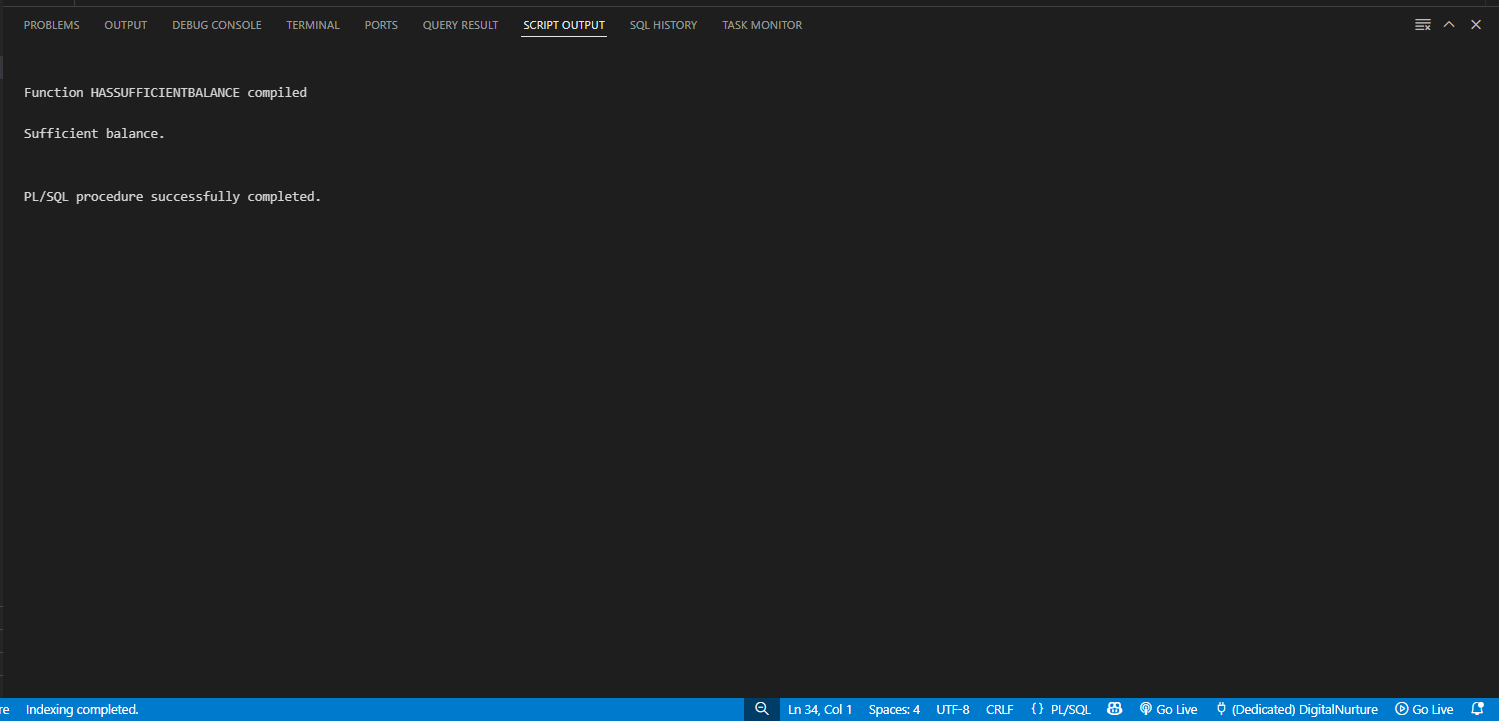 PROBLEMS OUTPUT DEBUG CONSOLE TERMINAL PORTS QUERY RESULT SCRIPT OUTPUT SQL HISTORY TASK MONITOR
Function HASSUFFICIENTBALANCE compiled
Sufficient balance.
PL/SQL procedure successfully completed.
re Indexing completed. Ln 34, Col 1 Spaces: 4 UTF-8 CRLF {} PL/SQL Go Live (Dedicated) DigitalNurture Go Live